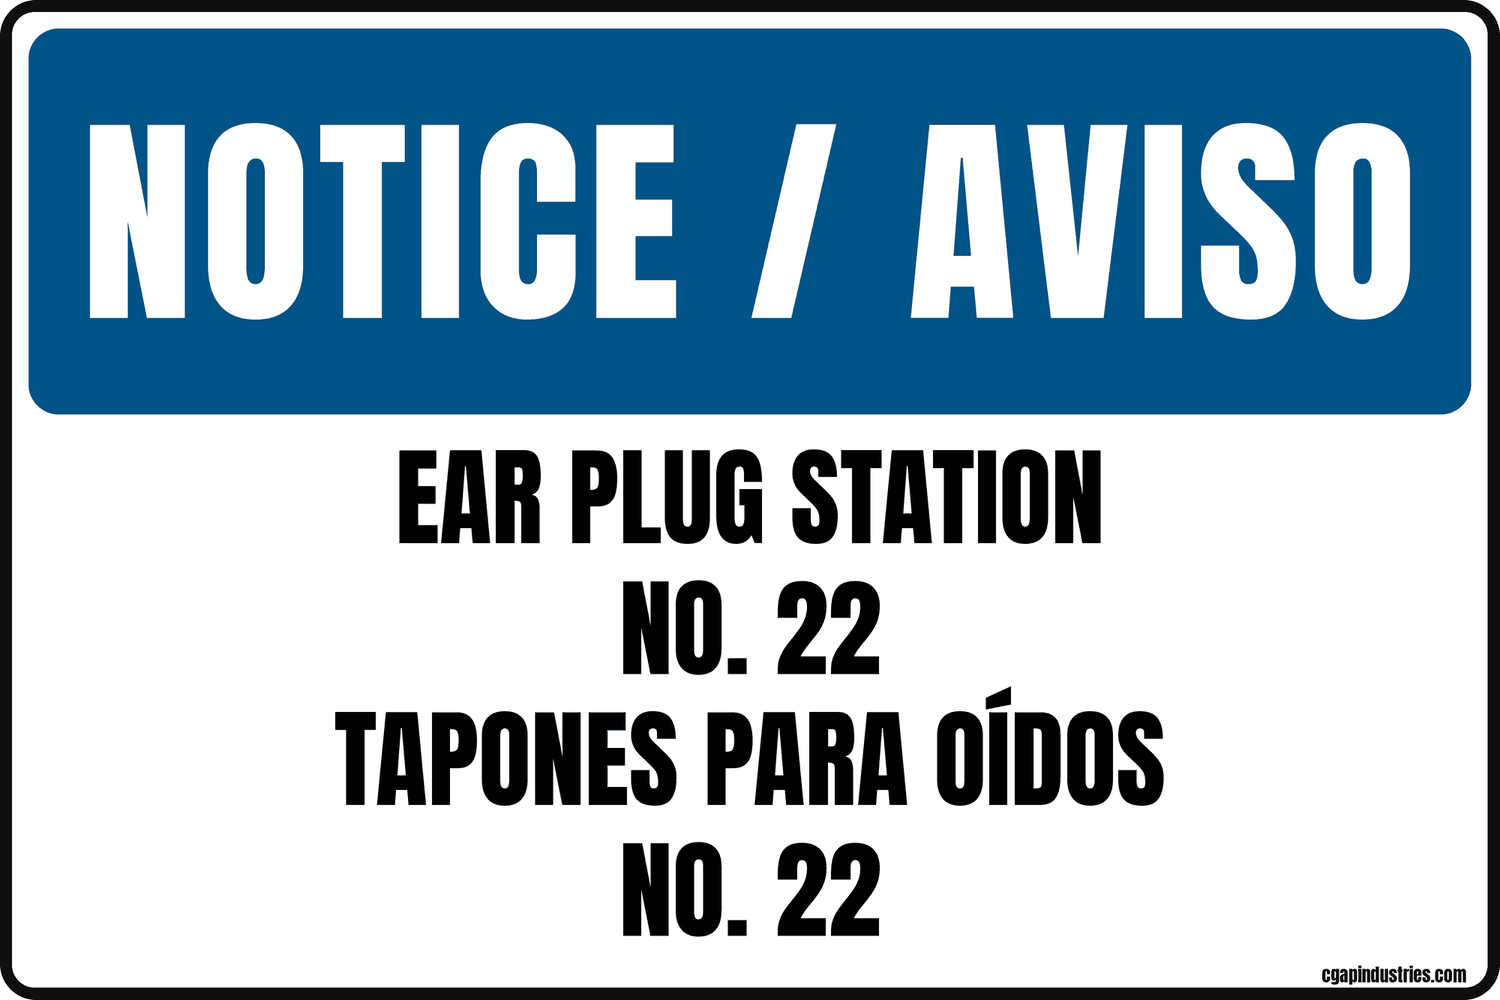 NOTICE / AVISO
EAR PLUG STATION
NO. 22
TAPONES PARA OÍDOS
NO. 22
cgapindustries.com